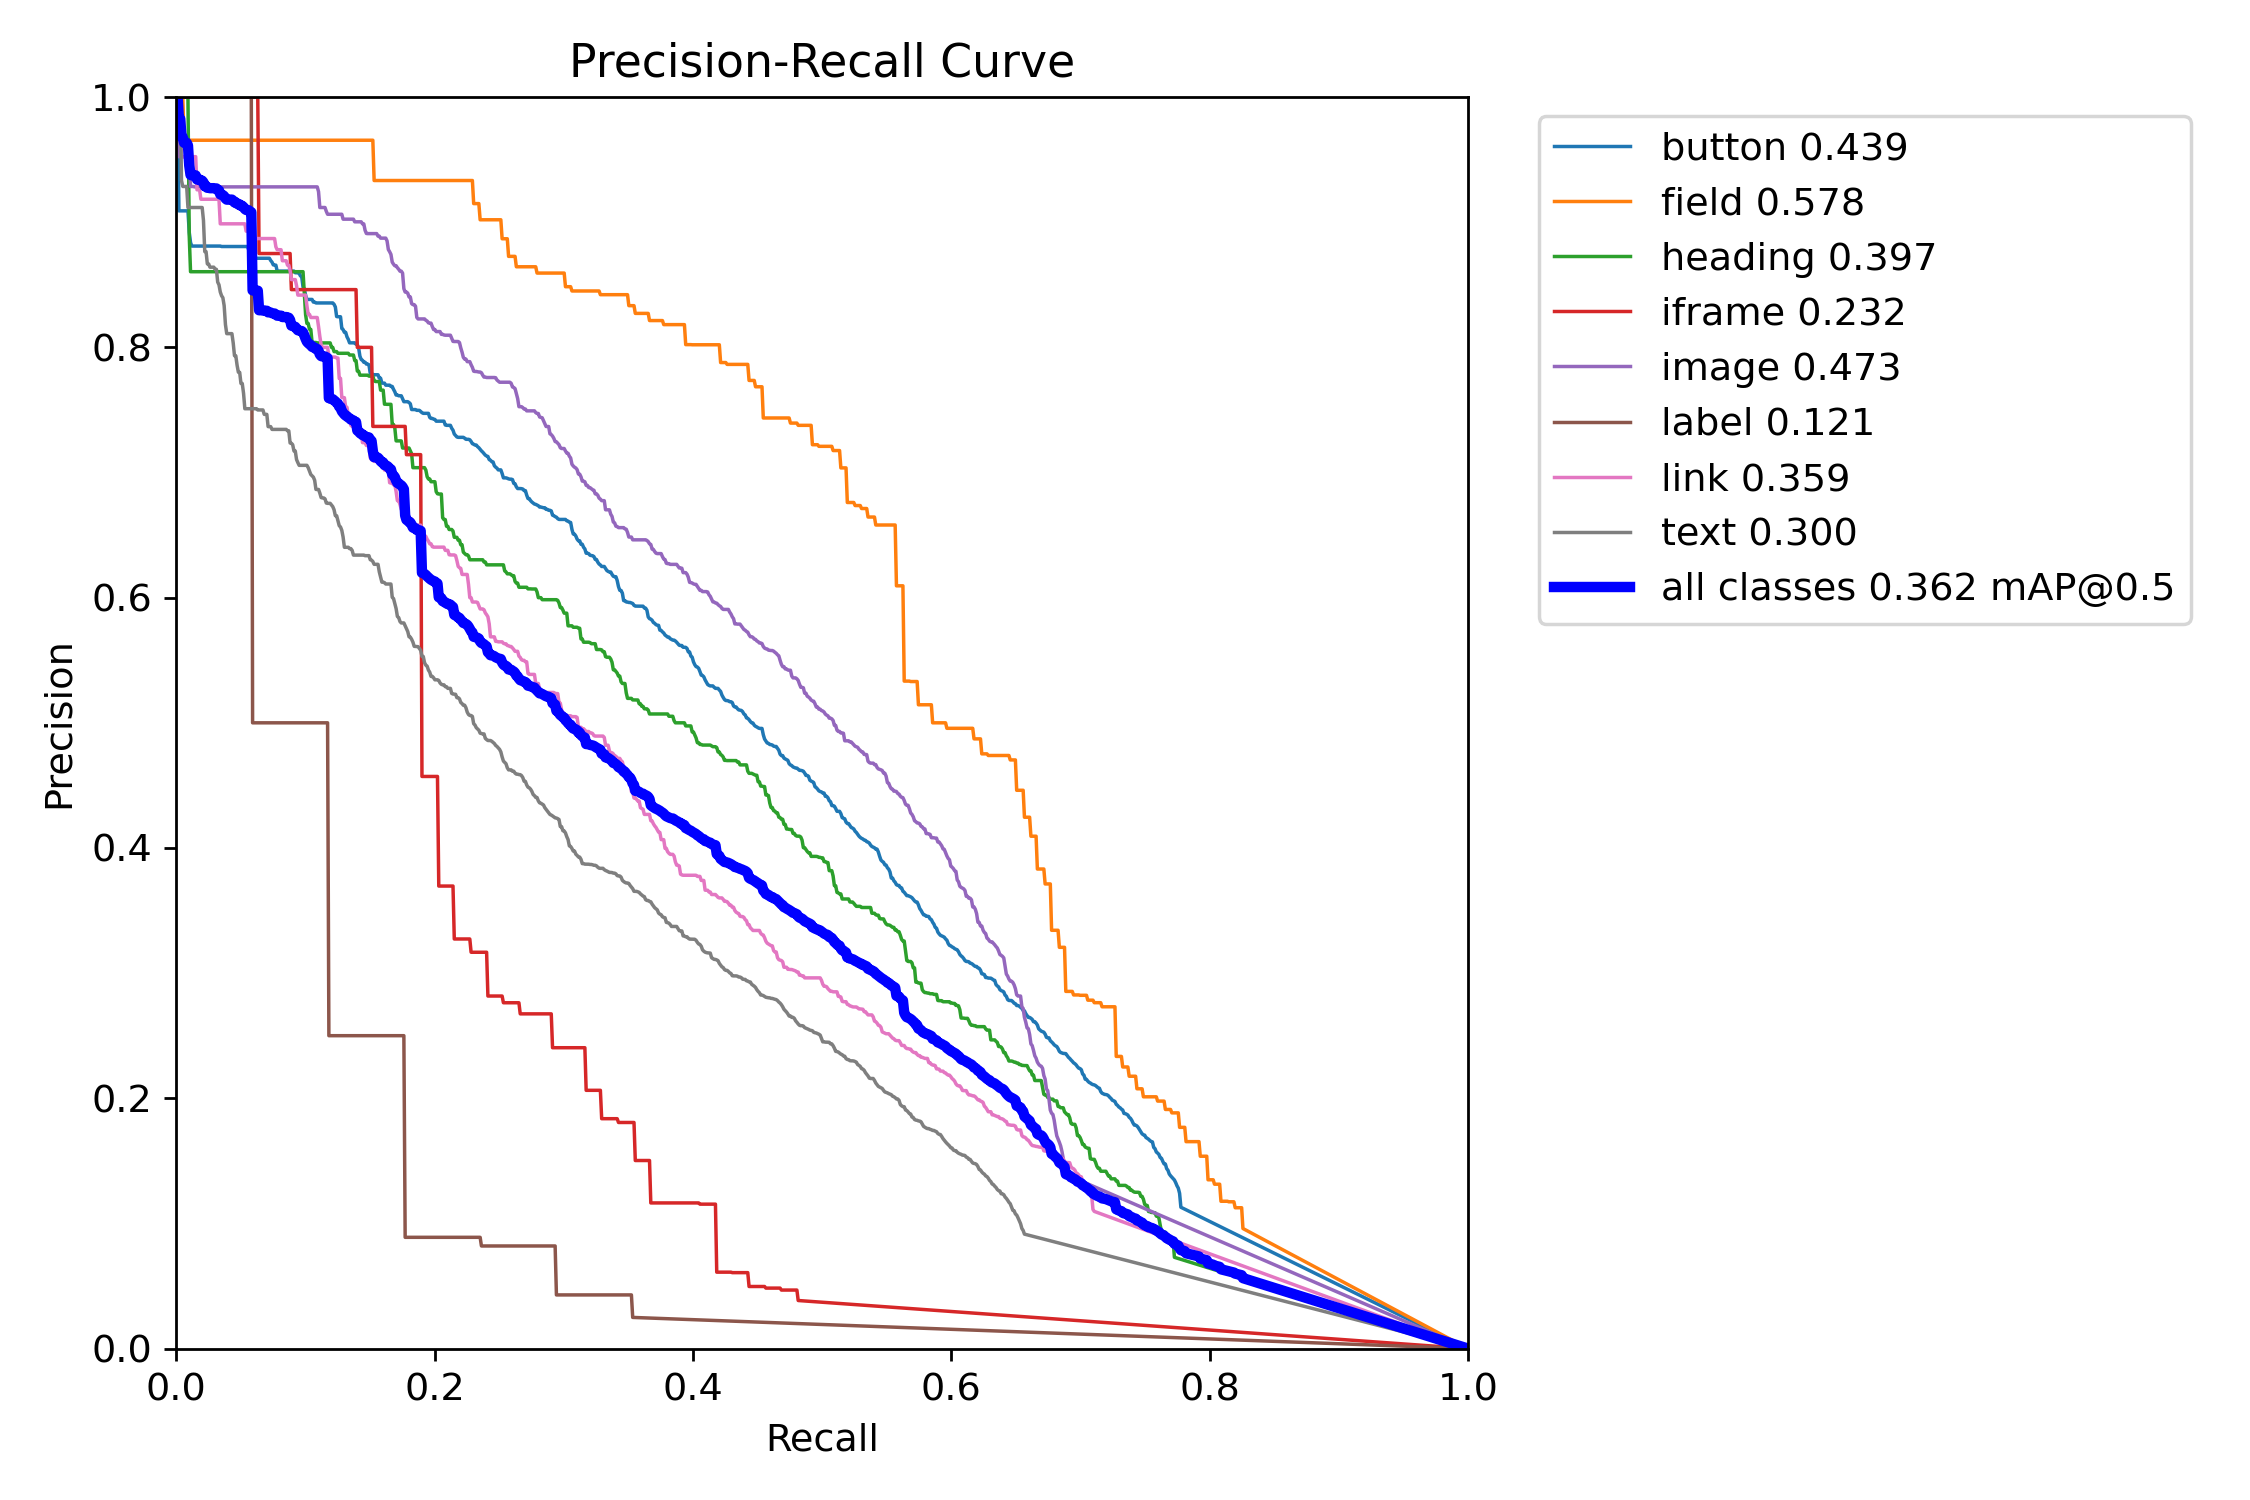 Precision-Recall Curve
1.0
0.8
0.6
0.4
0.2
0.0
Precision
0.0 0.2 0.4 0.6 0.8 1.0
Recall
button 0.439
field 0.578
heading 0.397
iframe 0.232
image 0.473
label 0.121
link 0.359
text 0.300
all classes 0.362 mAP@0.5